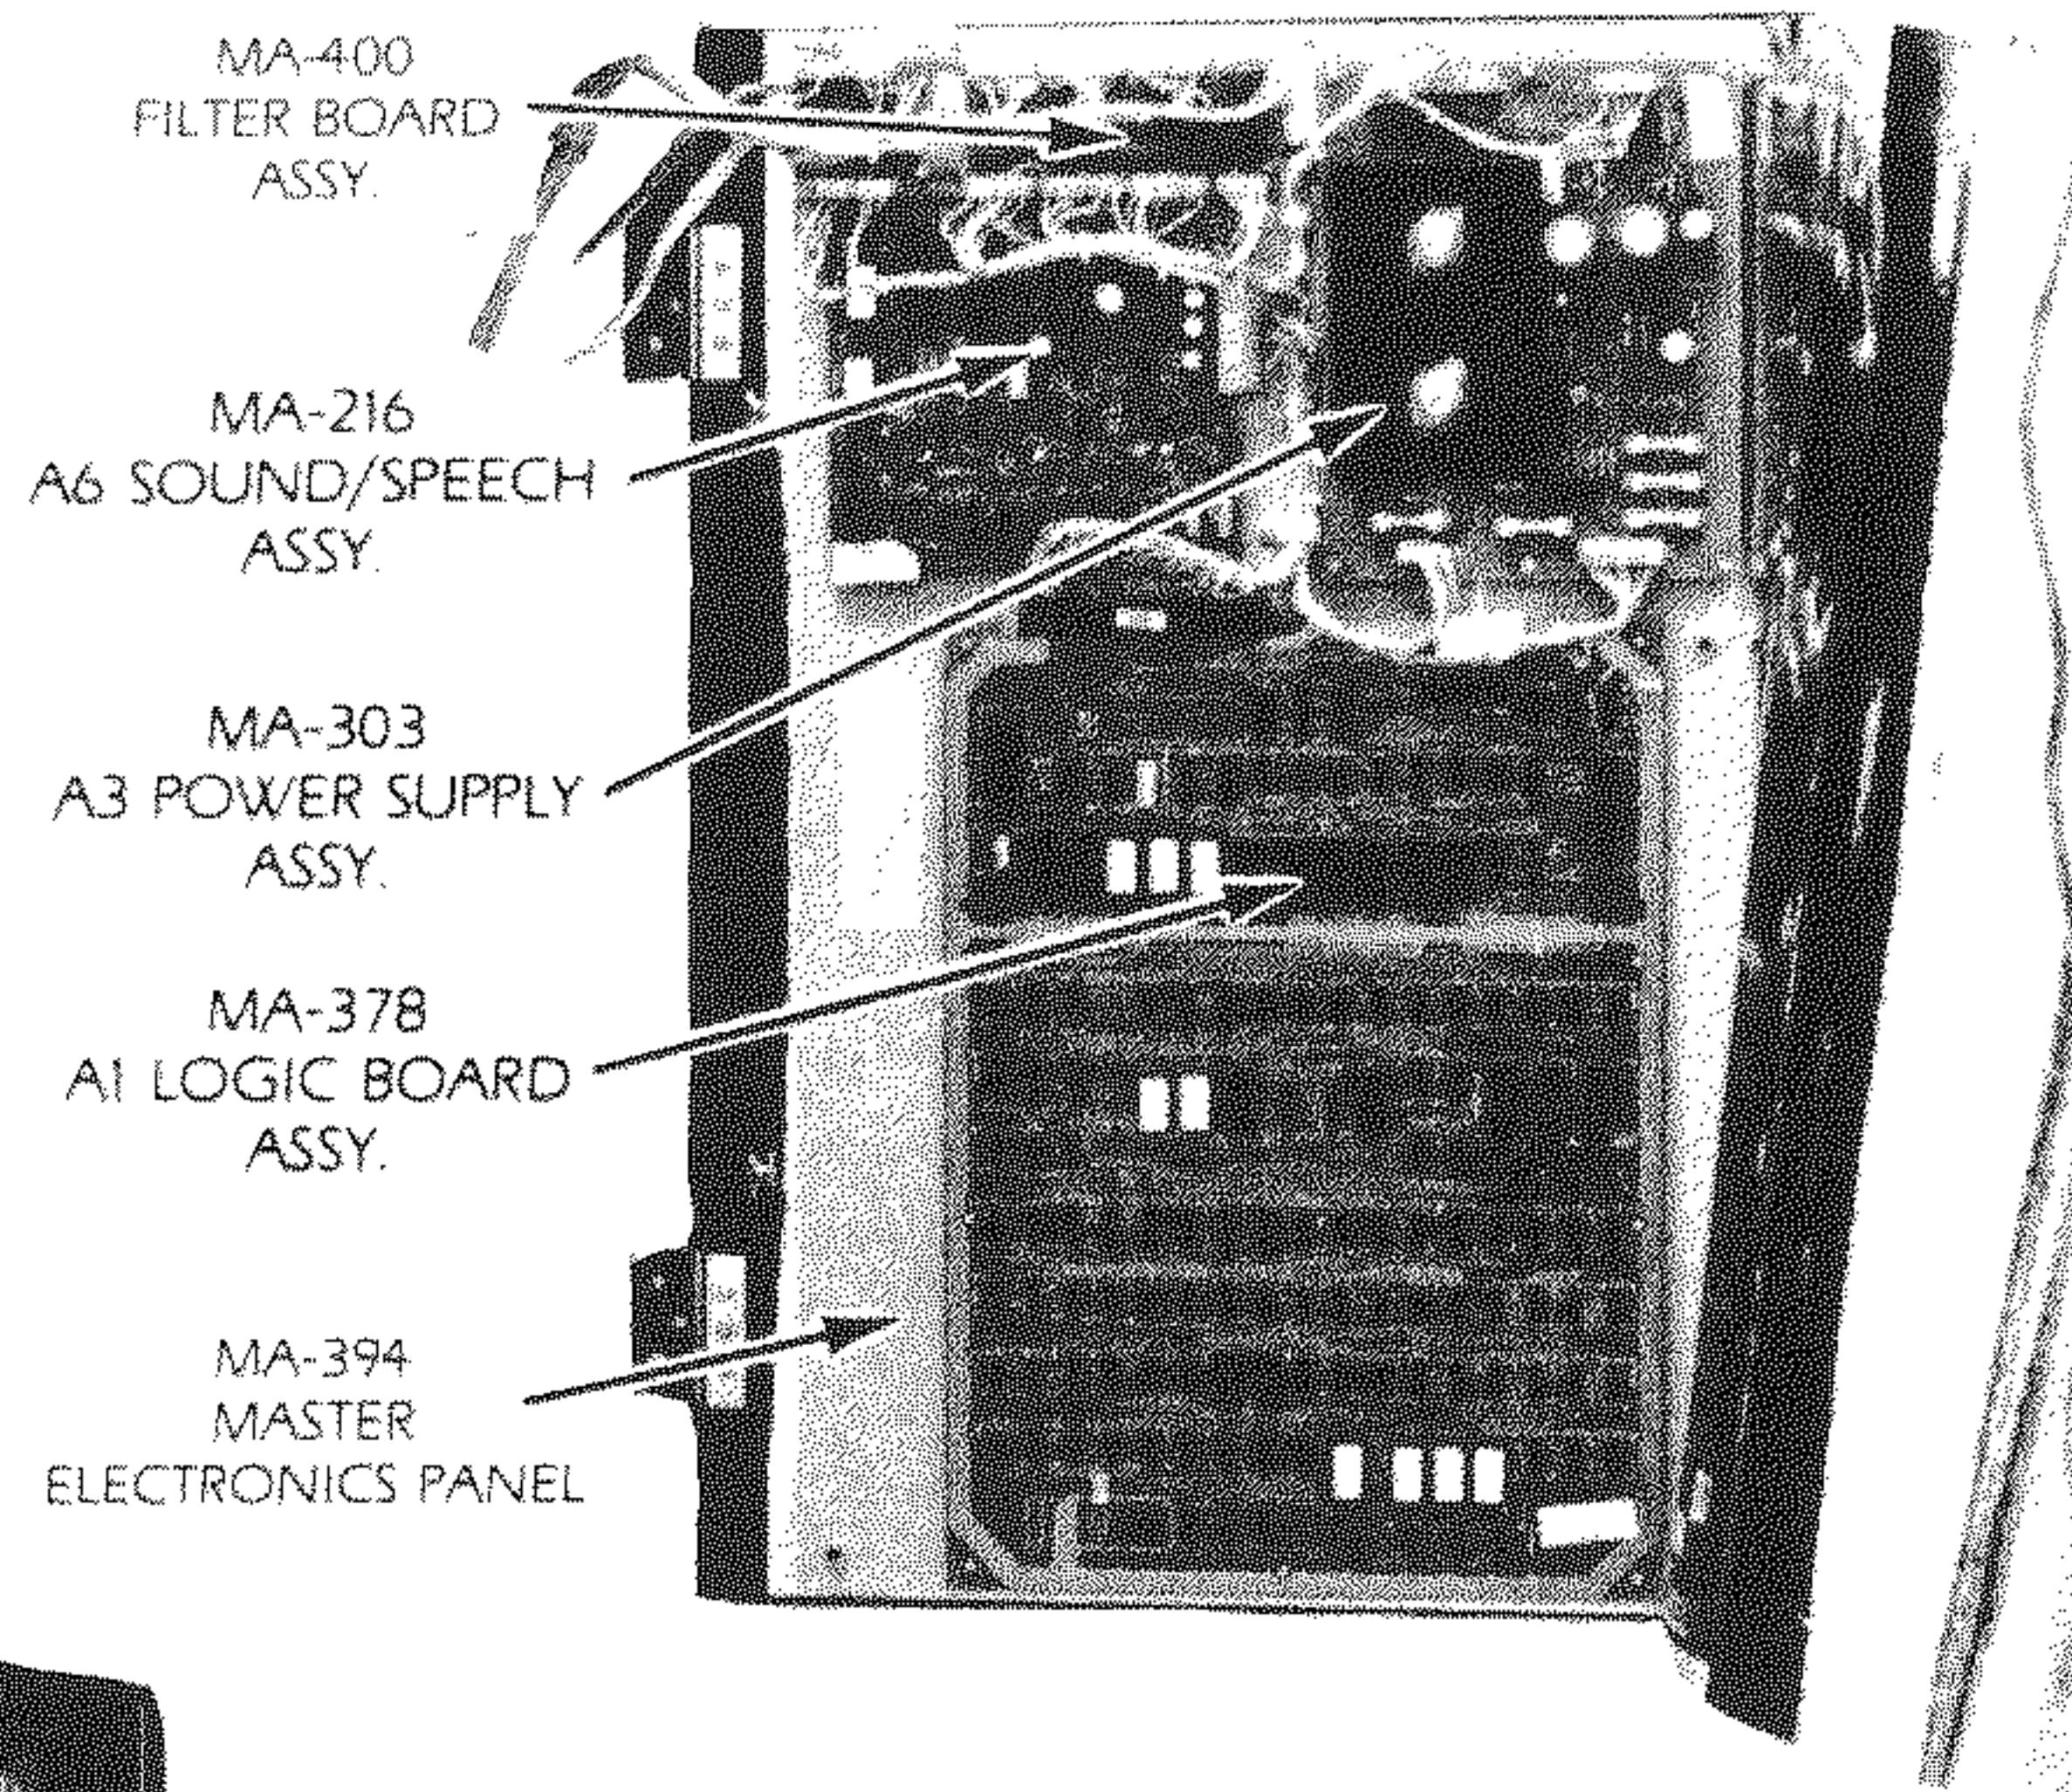 MA-400
FILTER BOARD
ASSY.
MA-216
A6 SOUND/SPEECH
ASSY.
MA-303
A3 POWER SUPPLY
ASSY.
MA-378
A1 LOGIC BOARD
ASSY.
MA-394
MASTER
ELECTRONICS PANEL